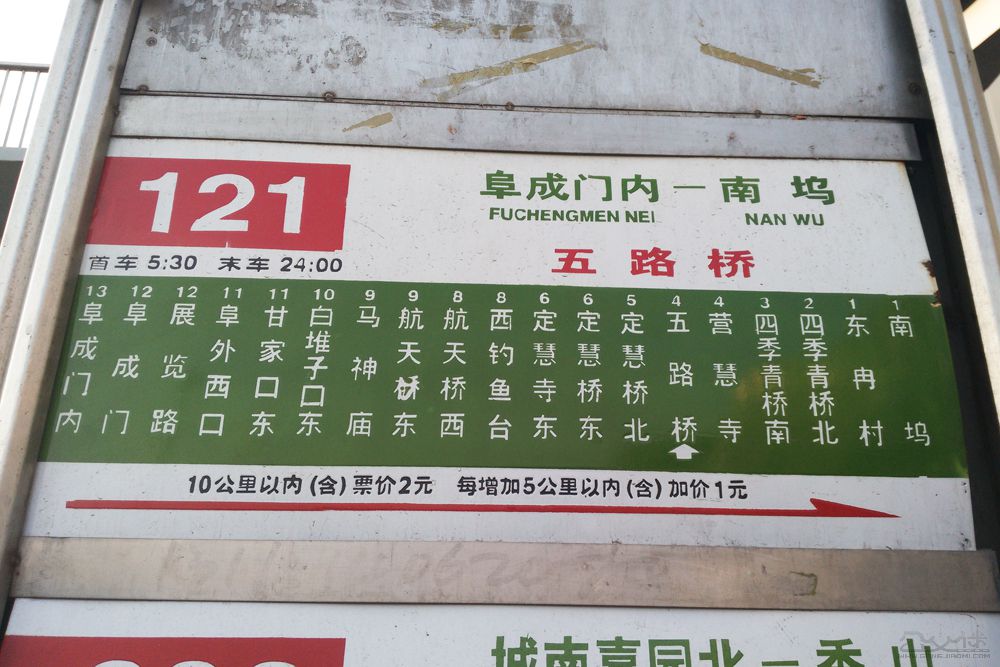 121
阜成门内－南坞
FUCHENGMEN NEI NAN WU
首车 5:30 末车 24:00
五路桥
13 阜成门内
12 阜成门
12 展览路
11 阜外西口
11 甘家口东
10 白堆子口东
9 马神庙
9 航天桥东
8 航天桥西
8 西钓鱼台
6 定慧寺东
6 定慧桥东
5 定慧桥北
4 五路桥
4 营慧寺
3 四季青桥南
2 四季青桥北
1 东冉村
1 南坞
10公里以内(含)票价2元 每增加5公里以内(含)加价1元
城南嘉园北－香山